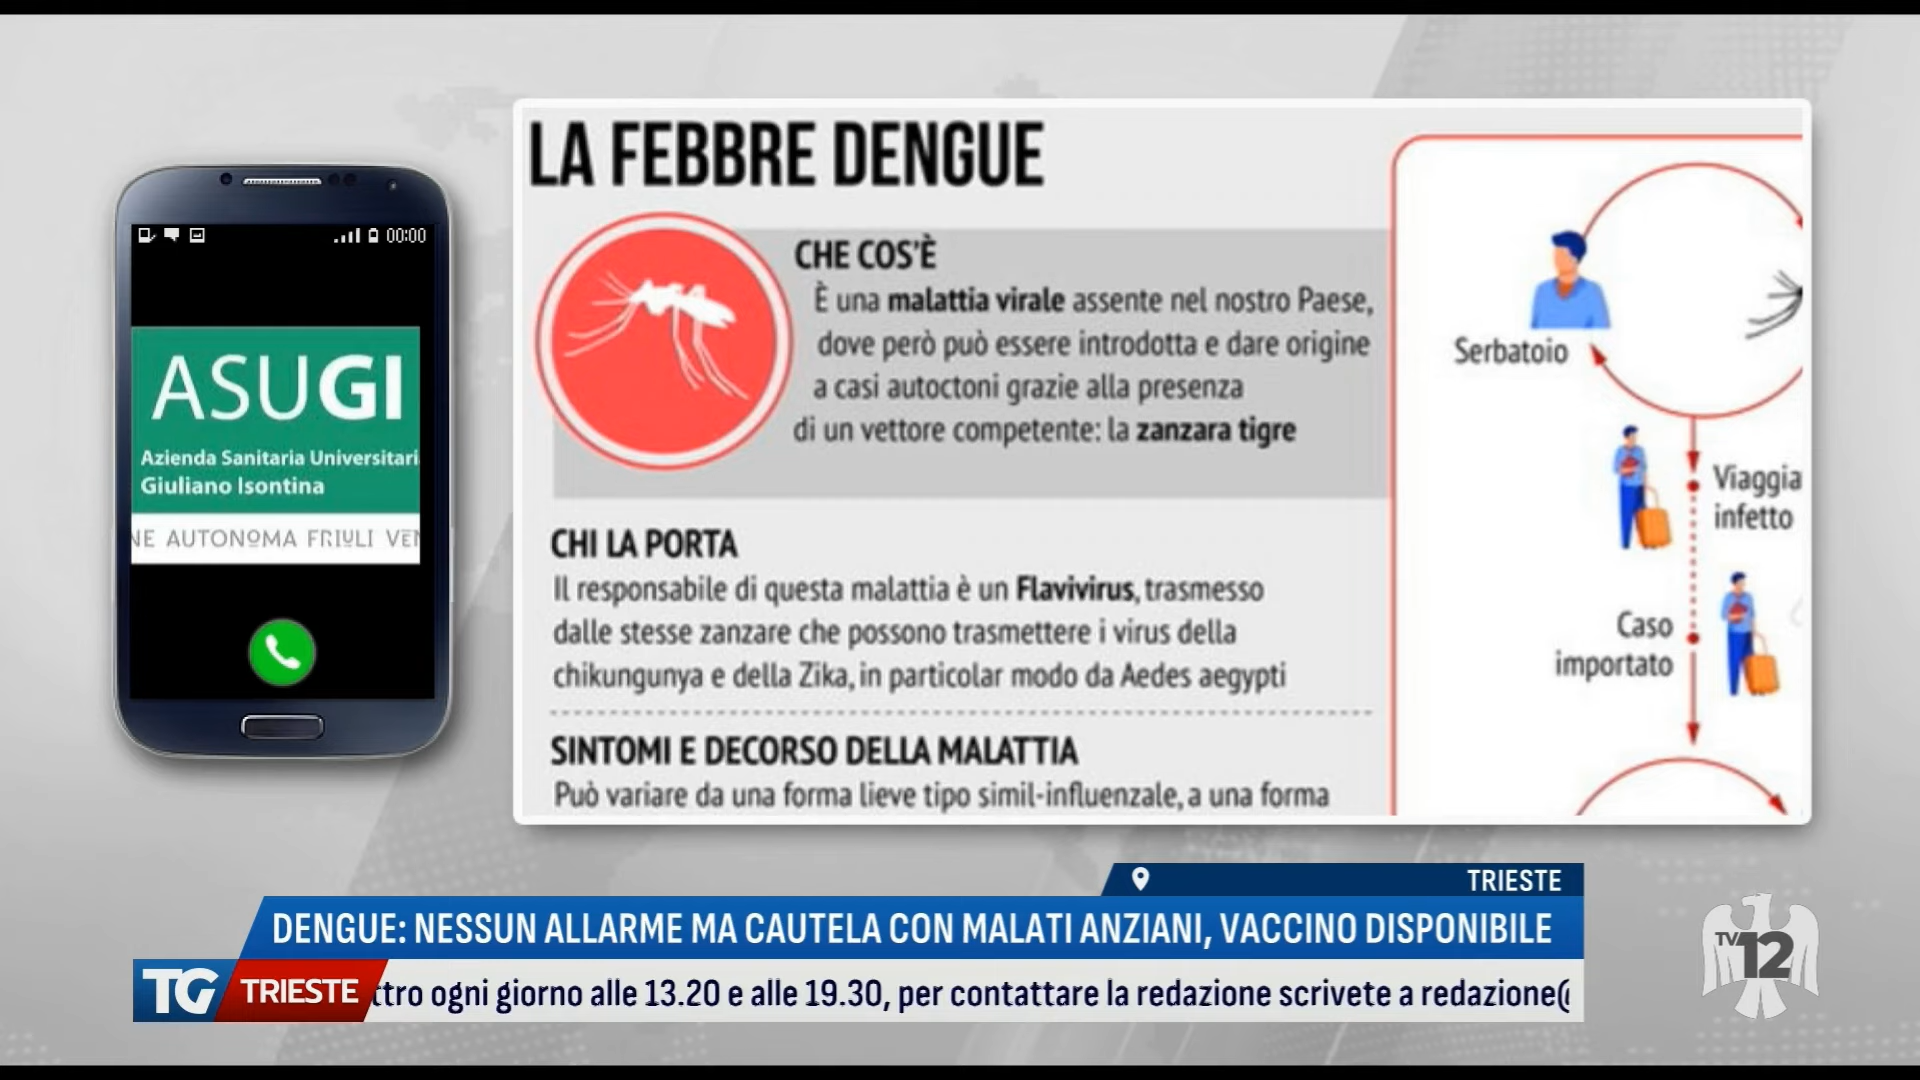 LA FEBBRE DENGUE
CHE COS'È
È una malattia virale assente nel nostro Paese,
dove però può essere introdotta e dare origine
a casi autoctoni grazie alla presenza
di un vettore competente: la zanzara tigre
CHI LA PORTA
Il responsabile di questa malattia è un Flavivirus, trasmesso
dalle stesse zanzare che possono trasmettere i virus della
chikungunya e della Zika, in particolar modo da Aedes aegypti
SINTOMI E DECORSO DELLA MALATTIA
Può variare da una forma lieve tipo simil-influenzale, a una forma
Serbatoio
Viaggia
infetto
Caso
importato
00:00
ASUGI
Azienda Sanitaria Universitari
Giuliano Isontina
NE AUTONOMA FRIULI VEN
TRIESTE
DENGUE: NESSUN ALLARME MA CAUTELA CON MALATI ANZIANI, VACCINO DISPONIBILE
TG TRIESTE
ttro ogni giorno alle 13.20 e alle 19.30, per contattare la redazione scrivete a redazione@
TV12